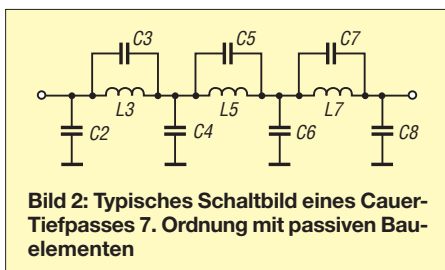 C3 C5 C7
L3 L5 L7
C2 C4 C6 C8
Bild 2: Typisches Schaltbild eines Cauer-
Tiefpasses 7. Ordnung mit passiven Bau-
elementen